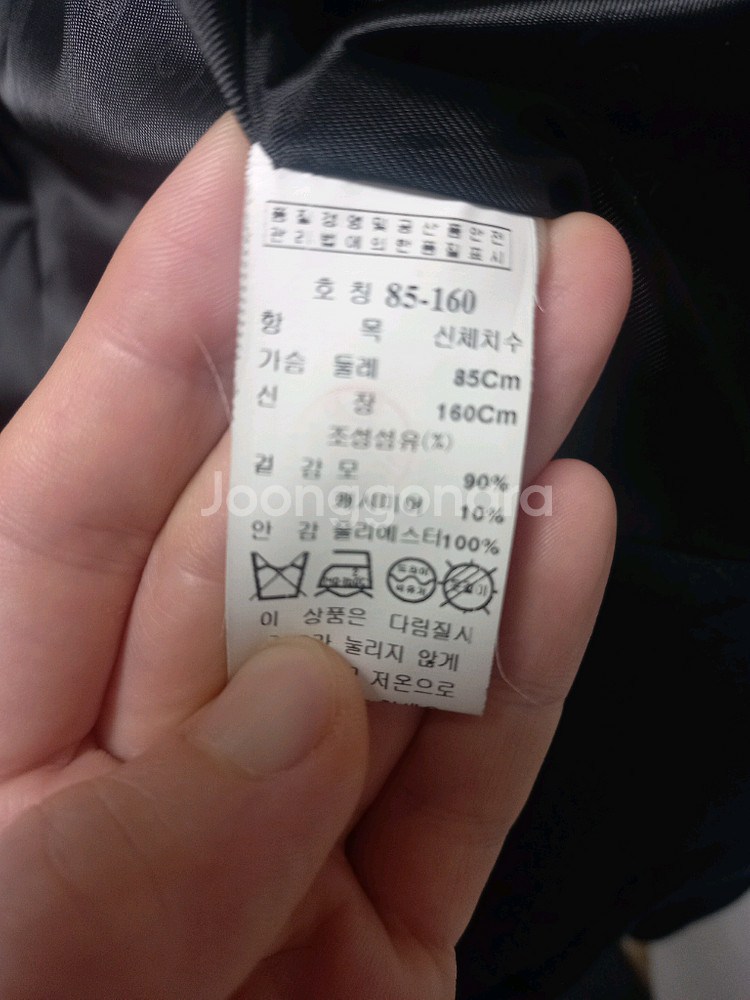 품질경영및공산품안전
관리법에의한품질표시
호 칭 85-160
항 목 신체치수
가슴 둘레 85Cm
신 장 160Cm
조성섬유(%)
겉 감 모 90%
캐시미어 10%
안 감 폴리에스터100%
이 상품은 다림질시
눌리지 않게
저온으로
Joonggonara